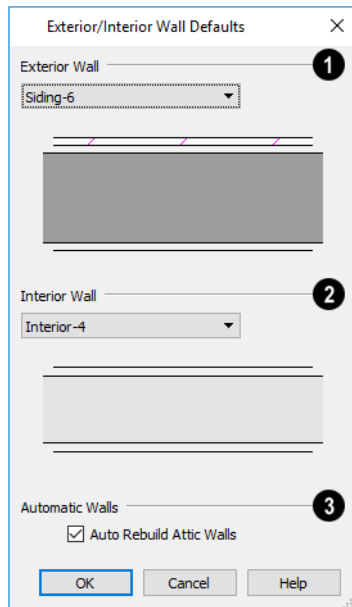 Exterior/Interior Wall Defaults
Exterior Wall 1
Siding-6
Interior Wall 2
Interior-4
Automatic Walls 3
Auto Rebuild Attic Walls
OK Cancel Help